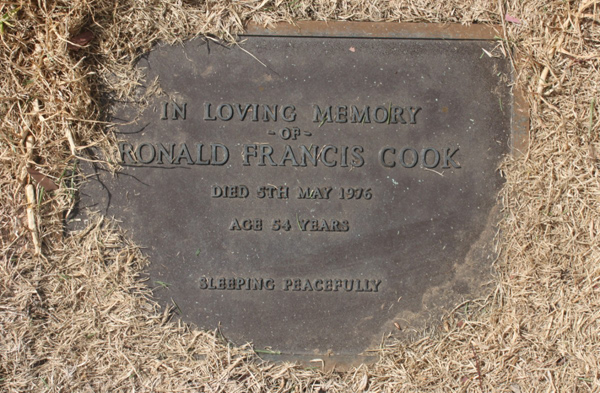 IN LOVING MEMORY
-OF-
RONALD FRANCIS COOK
DIED 5TH MAY 1976
AGE 54 YEARS
SLEEPING PEACEFULLY